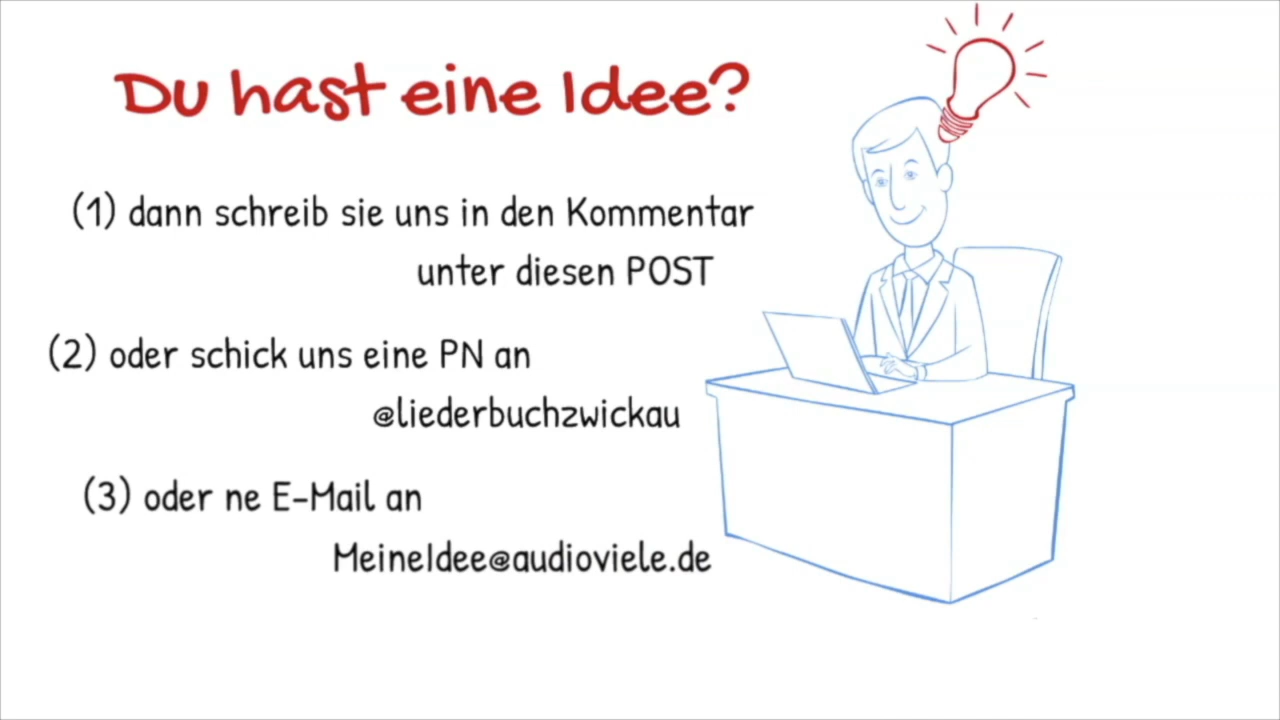 Du hast eine Idee?
(1) dann schreib sie uns in den Kommentar
unter diesen POST
(2) oder schick uns eine PN an
@liederbuchzwickau
(3) oder ne E-Mail an
MeineIdee@audioviele.de